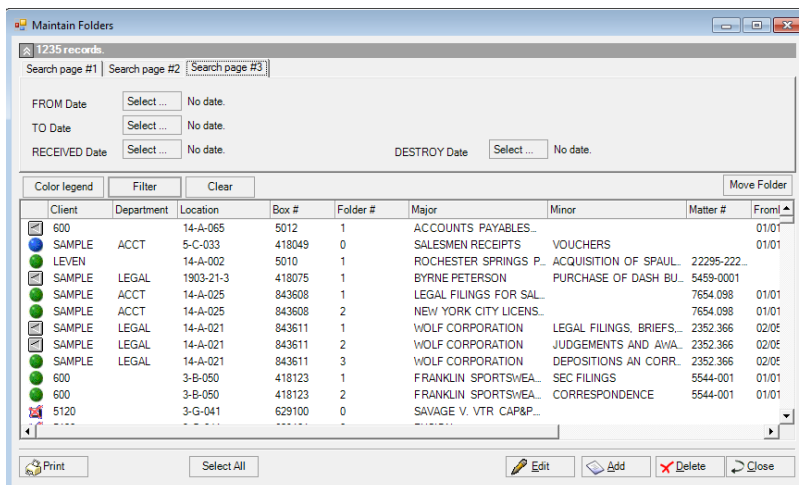 Maintain Folders
1235 records.
Search page #1 Search page #2 Search page #3
FROM Date Select ... No date.
TO Date Select ... No date.
RECEIVED Date Select ... No date. DESTROY Date Select ... No date.
Color legend Filter Clear Move Folder
Client Department Location Box # Folder # Major Minor Matter # FromI
600 14-A-065 5012 1 ACCOUNTS PAYABLES... 01/01
SAMPLE ACCT 5-C-033 418049 0 SALESMEN RECEIPTS VOUCHERS 01/01
LEVEN 14-A-002 5010 1 ROCHESTER SPRINGS P... ACQUISITION OF SPAUL... 22295-222...
SAMPLE LEGAL 1903-21-3 418075 1 BYRNE PETERSON PURCHASE OF DASH BU... 5459-0001
SAMPLE ACCT 14-A-025 843608 1 LEGAL FILINGS FOR SAL... 7654.098 01/01
SAMPLE ACCT 14-A-025 843608 2 NEW YORK CITY LICENS... 7654.098 01/01
SAMPLE LEGAL 14-A-021 843611 1 WOLF CORPORATION LEGAL FILINGS, BRIEFS,... 2352.366 02/05
SAMPLE LEGAL 14-A-021 843611 2 WOLF CORPORATION JUDGEMENTS AND AWA... 2352.366 02/05
SAMPLE LEGAL 14-A-021 843611 3 WOLF CORPORATION DEPOSITIONS AN CORR... 2352.366 02/05
600 3-B-050 418123 1 FRANKLIN SPORTSWEA... SEC FILINGS 5544-001 01/01
600 3-B-050 418123 2 FRANKLIN SPORTSWEA... CORRESPONDENCE 5544-001 01/01
5120 3-G-041 629100 0 SAVAGE V. VTR CAP&P...
Print Select All Edit Add Delete Close